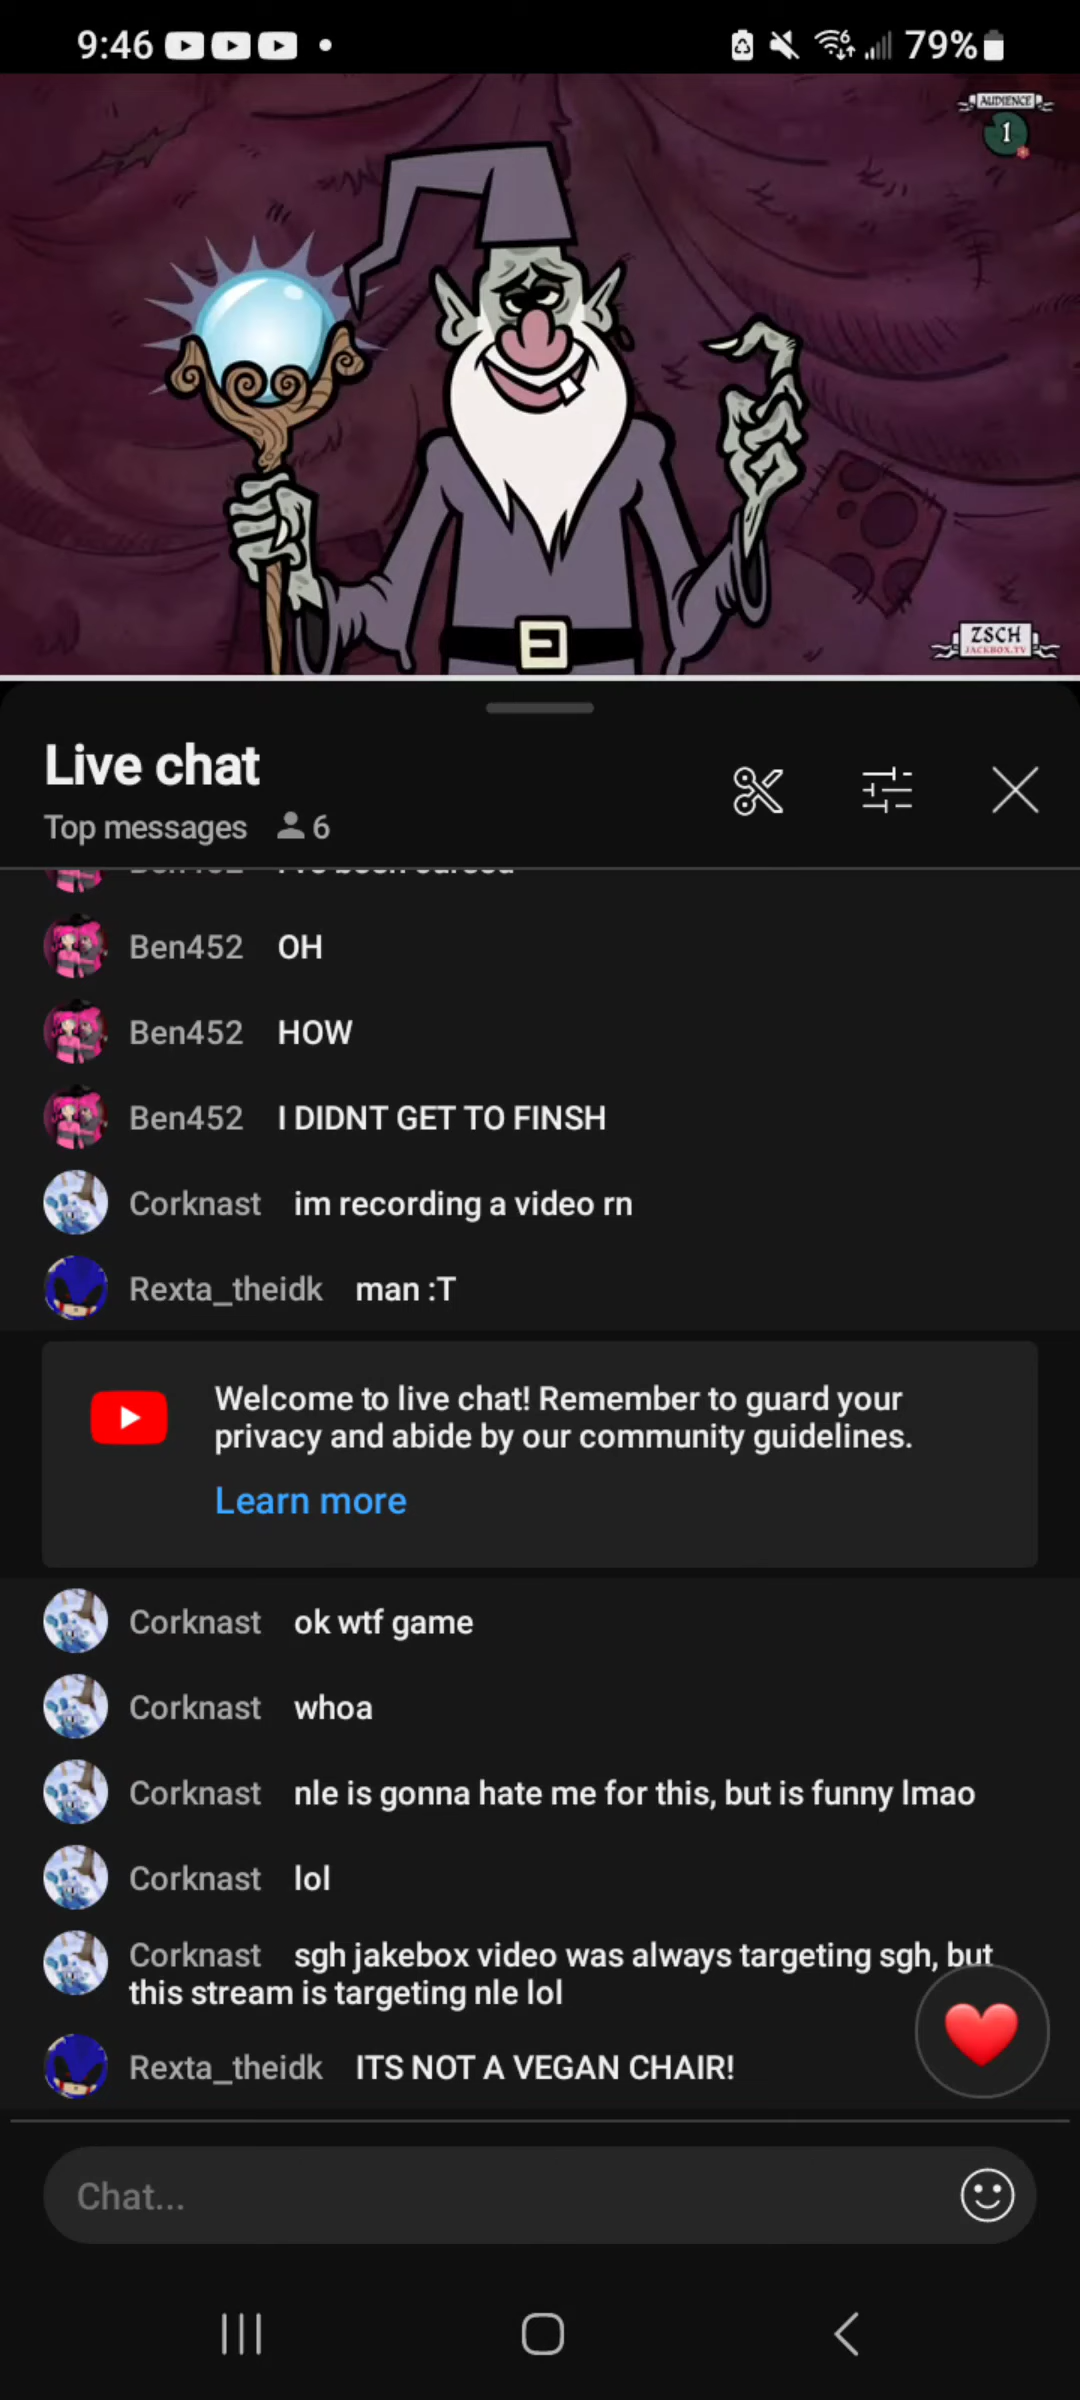 9:46
79%
AUDIENCE
1
ZSCH
JACKBOX.TV
Live chat
Top messages 6
Ben452 OH
Ben452 HOW
Ben452 I DIDNT GET TO FINSH
Corknast im recording a video rn
Rexta_theidk man :T
Welcome to live chat! Remember to guard your
privacy and abide by our community guidelines.
Learn more
Corknast ok wtf game
Corknast whoa
Corknast nle is gonna hate me for this, but is funny lmao
Corknast lol
Corknast sgh jakebox video was always targeting sgh, but
this stream is targeting nle lol
Rexta_theidk ITS NOT A VEGAN CHAIR!
Chat...